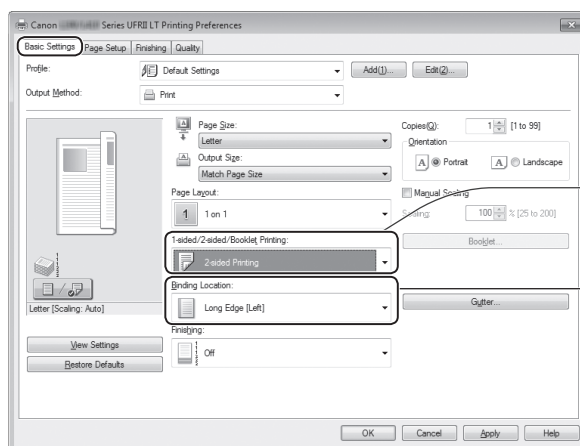 Canon Series UFRII LT Printing Preferences
Basic Settings Page Setup Finishing Quality
Profile: Default Settings Add(1)... Edit(2)...
Output Method: Print
Page Size:
Letter
Output Size:
Match Page Size
Copies(Q): 1 [1 to 99]
Orientation
A Portrait A Landscape
Page Layout:
1 1 on 1
Manual Scaling
Scaling: 100 % [25 to 200]
1-sided/2-sided/Booklet Printing:
2-sided Printing
Booklet...
Binding Location:
Long Edge [Left]
Gutter...
Finishing:
Off
Letter [Scaling: Auto]
View Settings
Restore Defaults
OK Cancel Apply Help